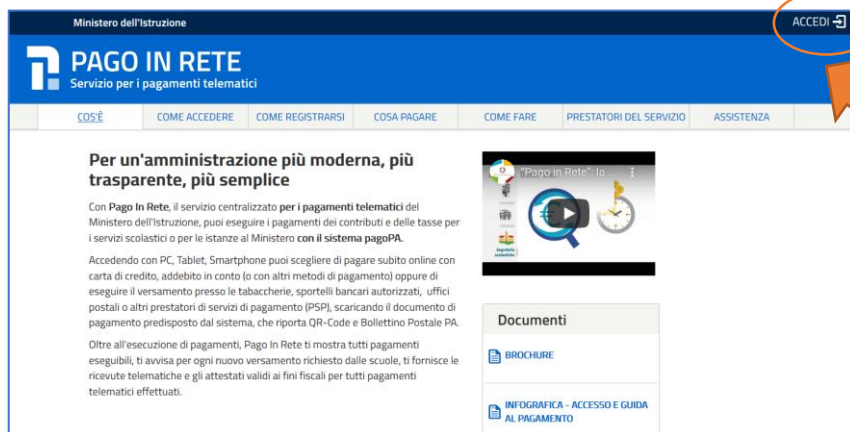 Ministero dell'Istruzione
ACCEDI
PAGO IN RETE
Servizio per i pagamenti telematici
COS'È
COME ACCEDERE
COME REGISTRARSI
COSA PAGARE
COME FARE
PRESTATORI DEL SERVIZIO
ASSISTENZA
Per un'amministrazione più moderna, più
trasparente, più semplice
Con Pago In Rete, il servizio centralizzato per i pagamenti telematici del
Ministero dell'Istruzione, puoi eseguire i pagamenti dei contributi e delle tasse per
i servizi scolastici o per le istanze al Ministero con il sistema pagoPA.
Accedendo con PC, Tablet, Smartphone puoi scegliere di pagare subito online con
carta di credito, addebito in conto (o con altri metodi di pagamento) oppure di
eseguire il versamento presso le tabaccherie, sportelli bancari autorizzati, uffici
postali o altri prestatori di servizi di pagamento (PSP), scaricando il documento di
pagamento predisposto dal sistema, che riporta QR-Code e Bollettino Postale PA.
Oltre all'esecuzione di pagamenti, Pago In Rete ti mostra tutti pagamenti
eseguibili, ti avvisa per ogni nuovo versamento richiesto dalle scuole, ti fornisce le
ricevute telematiche e gli attestati validi ai fini fiscali per tutti pagamenti
telematici effettuati.
"Pago in Rete": la
Documenti
BROCHURE
INFOGRAFICA - ACCESSO E GUIDA
AL PAGAMENTO